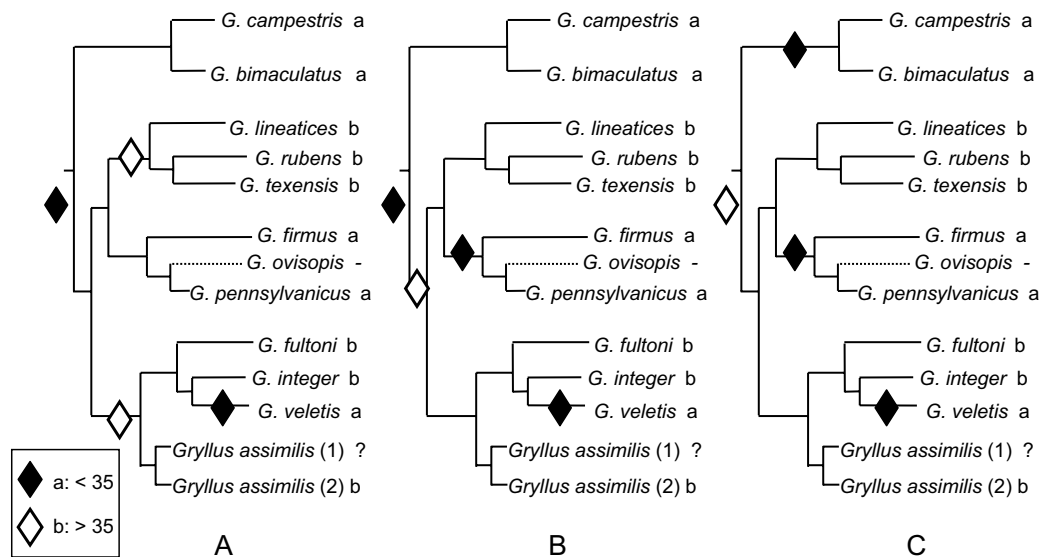 G. campestris a
G. bimaculatus a
G. lineatices b
G. rubens b
G. texensis b
G. firmus a
G. ovisopis -
G. pennsylvanicus a
G. fultoni b
G. integer b
G. veletis a
Gryllus assimilis (1) ?
Gryllus assimilis (2) b
a: < 35
b: > 35
A
G. campestris a
G. bimaculatus a
G. lineatices b
G. rubens b
G. texensis b
G. firmus a
G. ovisopis -
G. pennsylvanicus a
G. fultoni b
G. integer b
G. veletis a
Gryllus assimilis (1) ?
Gryllus assimilis (2) b
B
G. campestris a
G. bimaculatus a
G. lineatices b
G. rubens b
G. texensis b
G. firmus a
G. ovisopis -
G. pennsylvanicus a
G. fultoni b
G. integer b
G. veletis a
Gryllus assimilis (1) ?
Gryllus assimilis (2) b
C